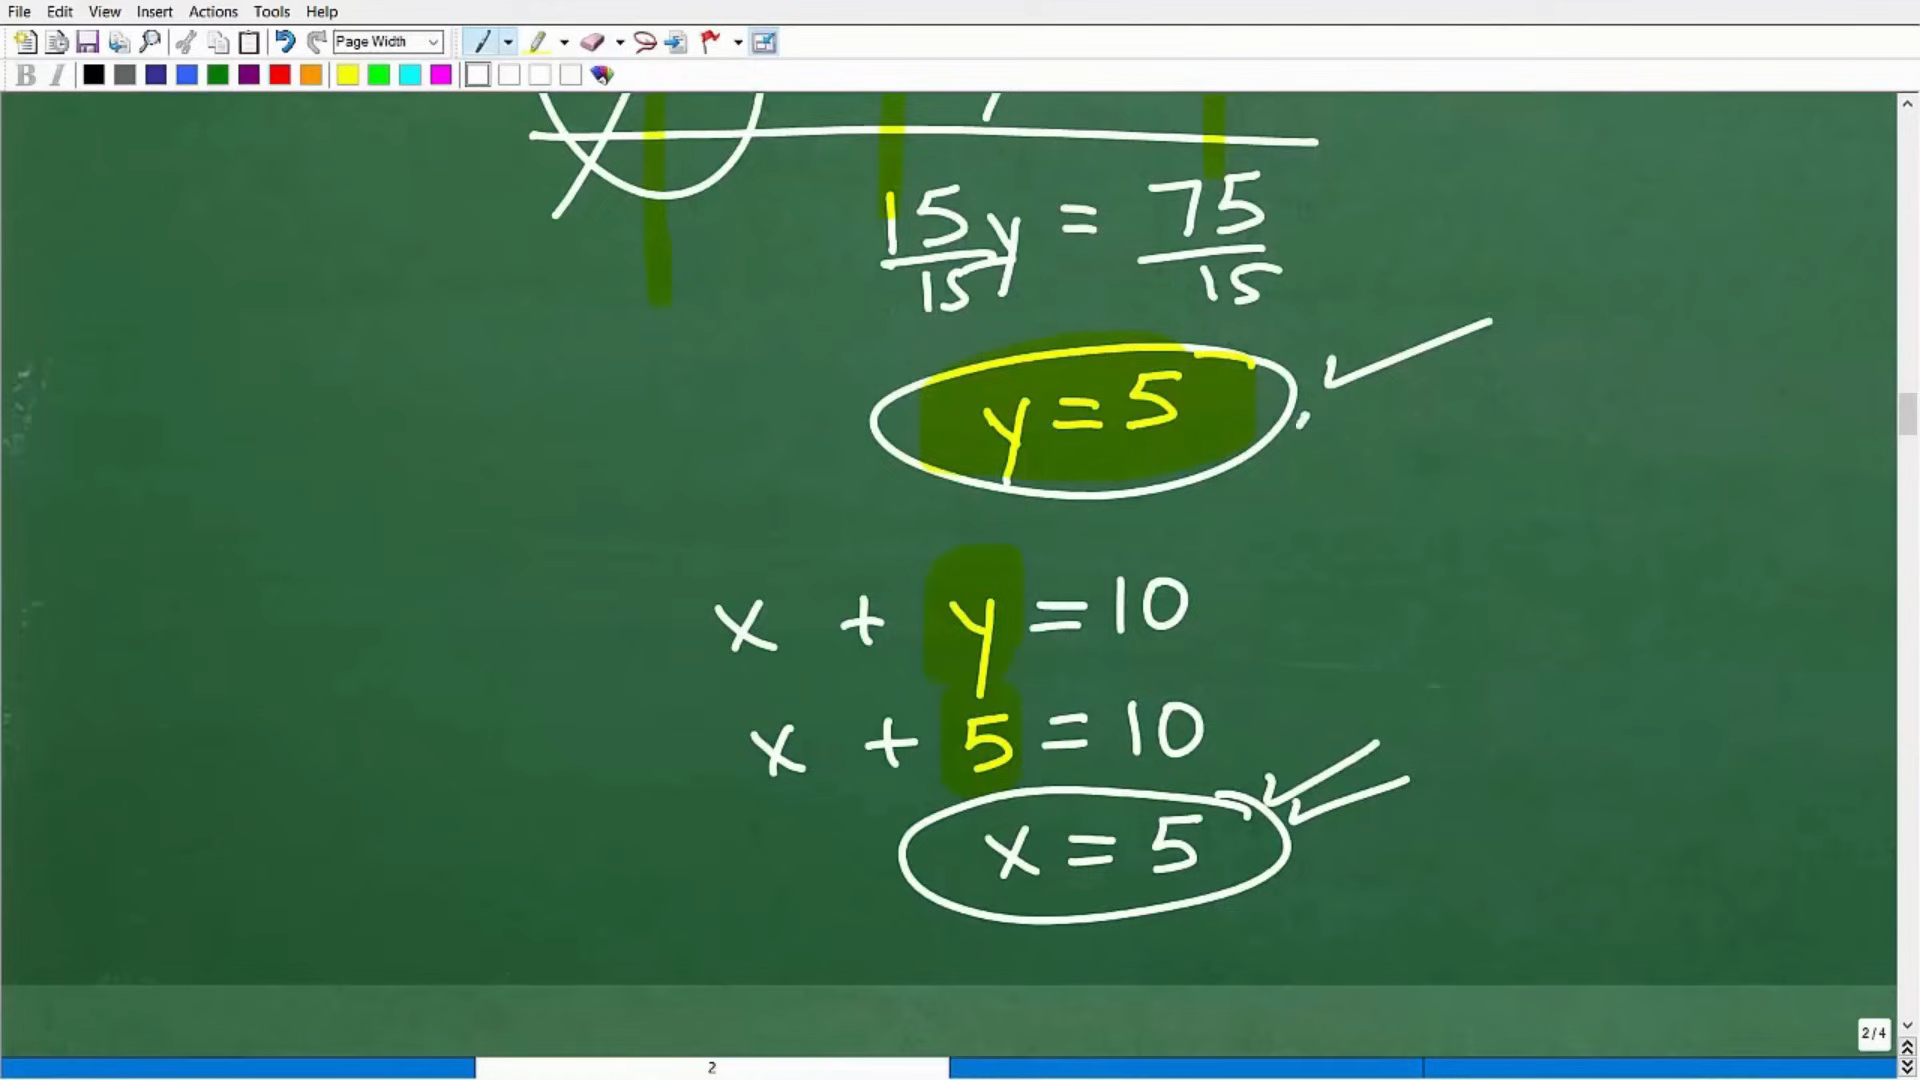 File Edit View Insert Actions Tools Help
Page Width
B I
15y = 75
15 15
y = 5
x + y = 10
x + 5 = 10
x = 5
2 / 4
2